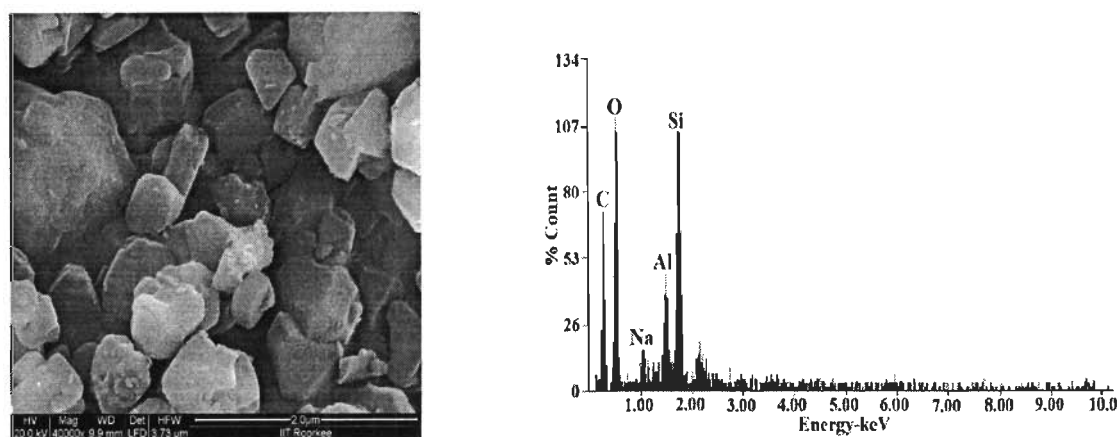 HV Mag WD Det HFW 2.0µm
20.0 kV 40000x 9.9 mm LFD 3.73 µm IIT Roorkee
134
107
80
53
26
0
% Count
C
O
Na
Al
Si
1.00 2.00 3.00 4.00 5.00 6.00 7.00 8.00 9.00 10.0
Energy-keV